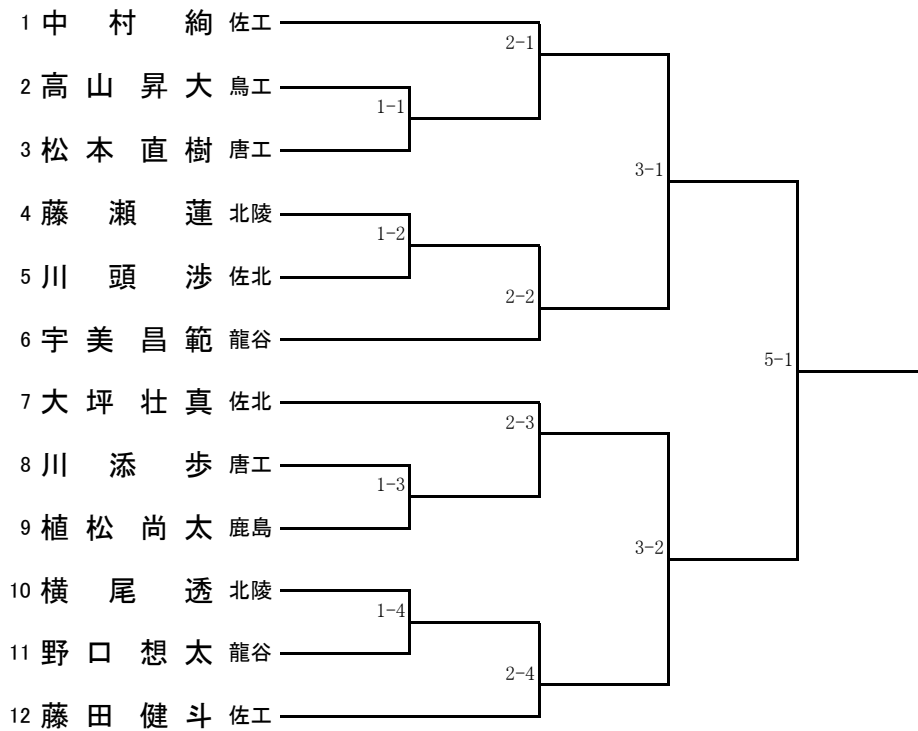 1 中村絢 佐工
2-1
2 高山昇大 鳥工
1-1
3 松本直樹 唐工
3-1
4 藤瀬蓮 北陵
1-2
5 川頭渉 佐北
2-2
6 宇美昌範 龍谷
5-1
7 大坪壮真 佐北
2-3
8 川添歩 唐工
1-3
9 植松尚太 鹿島
3-2
10 横尾透 北陵
1-4
11 野口想太 龍谷
2-4
12 藤田健斗 佐工